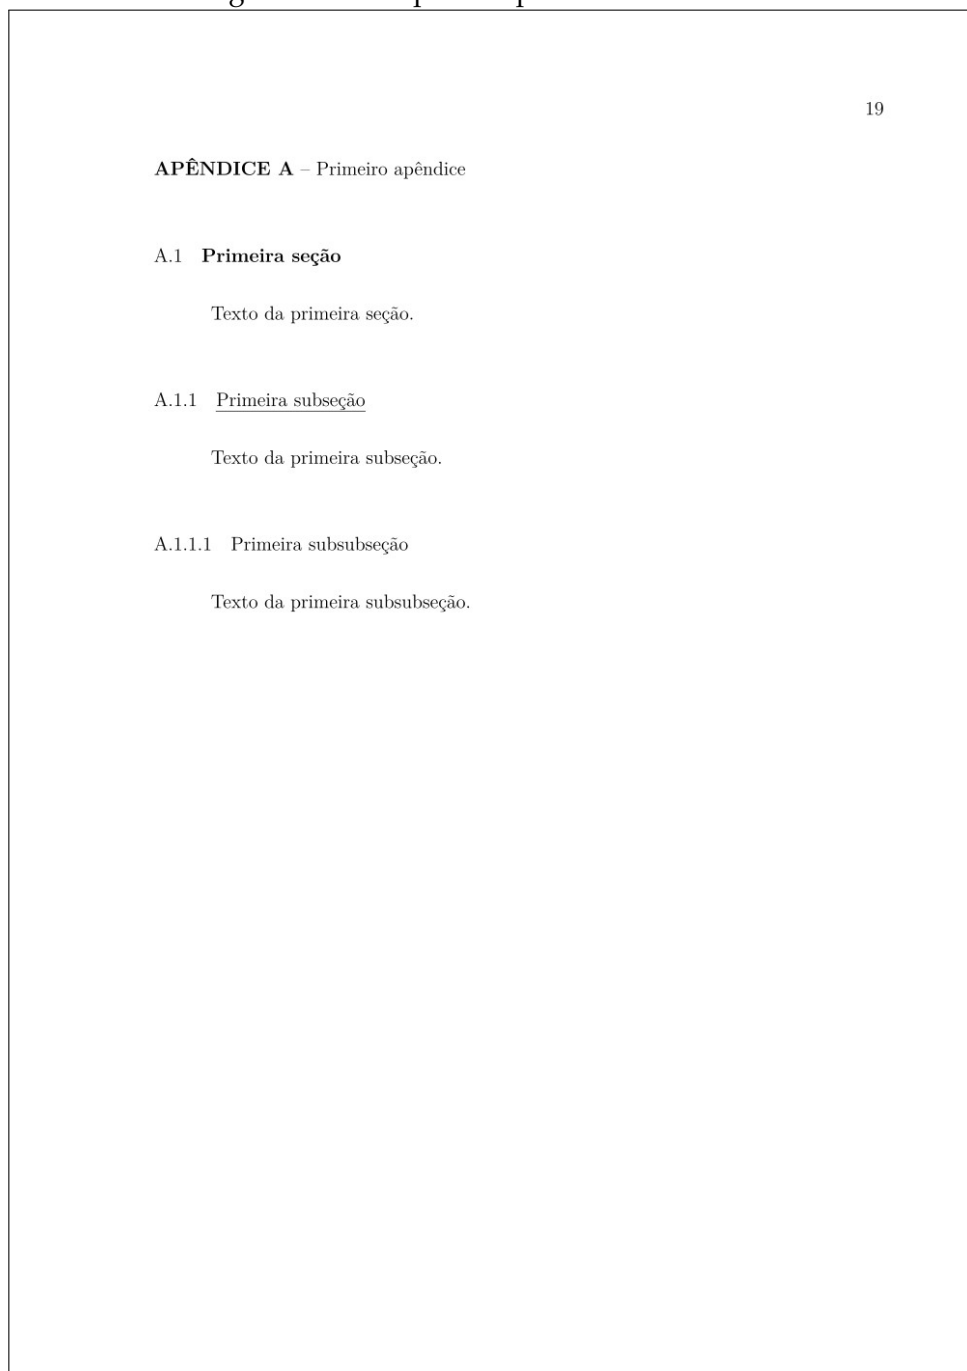 19
APÊNDICE A – Primeiro apêndice
A.1 Primeira seção
Texto da primeira seção.
A.1.1 Primeira subseção
Texto da primeira subseção.
A.1.1.1 Primeira subsubseção
Texto da primeira subsubseção.